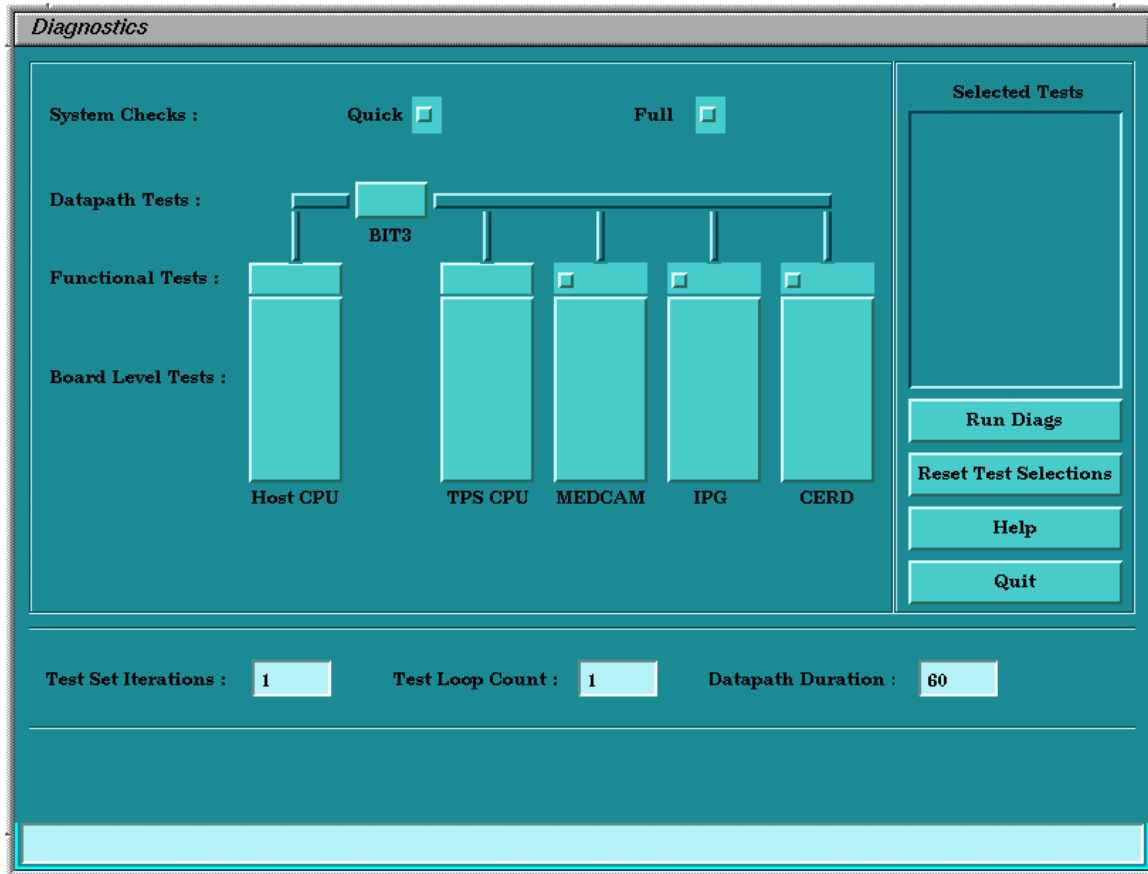 Diagnostics
System Checks : Quick Full
Selected Tests
Datapath Tests :
BIT3
Functional Tests :
Board Level Tests :
Host CPU TPS CPU MEDCAM IPG CERD
Run Diags
Reset Test Selections
Help
Quit
Test Set Iterations : 1 Test Loop Count : 1 Datapath Duration : 60